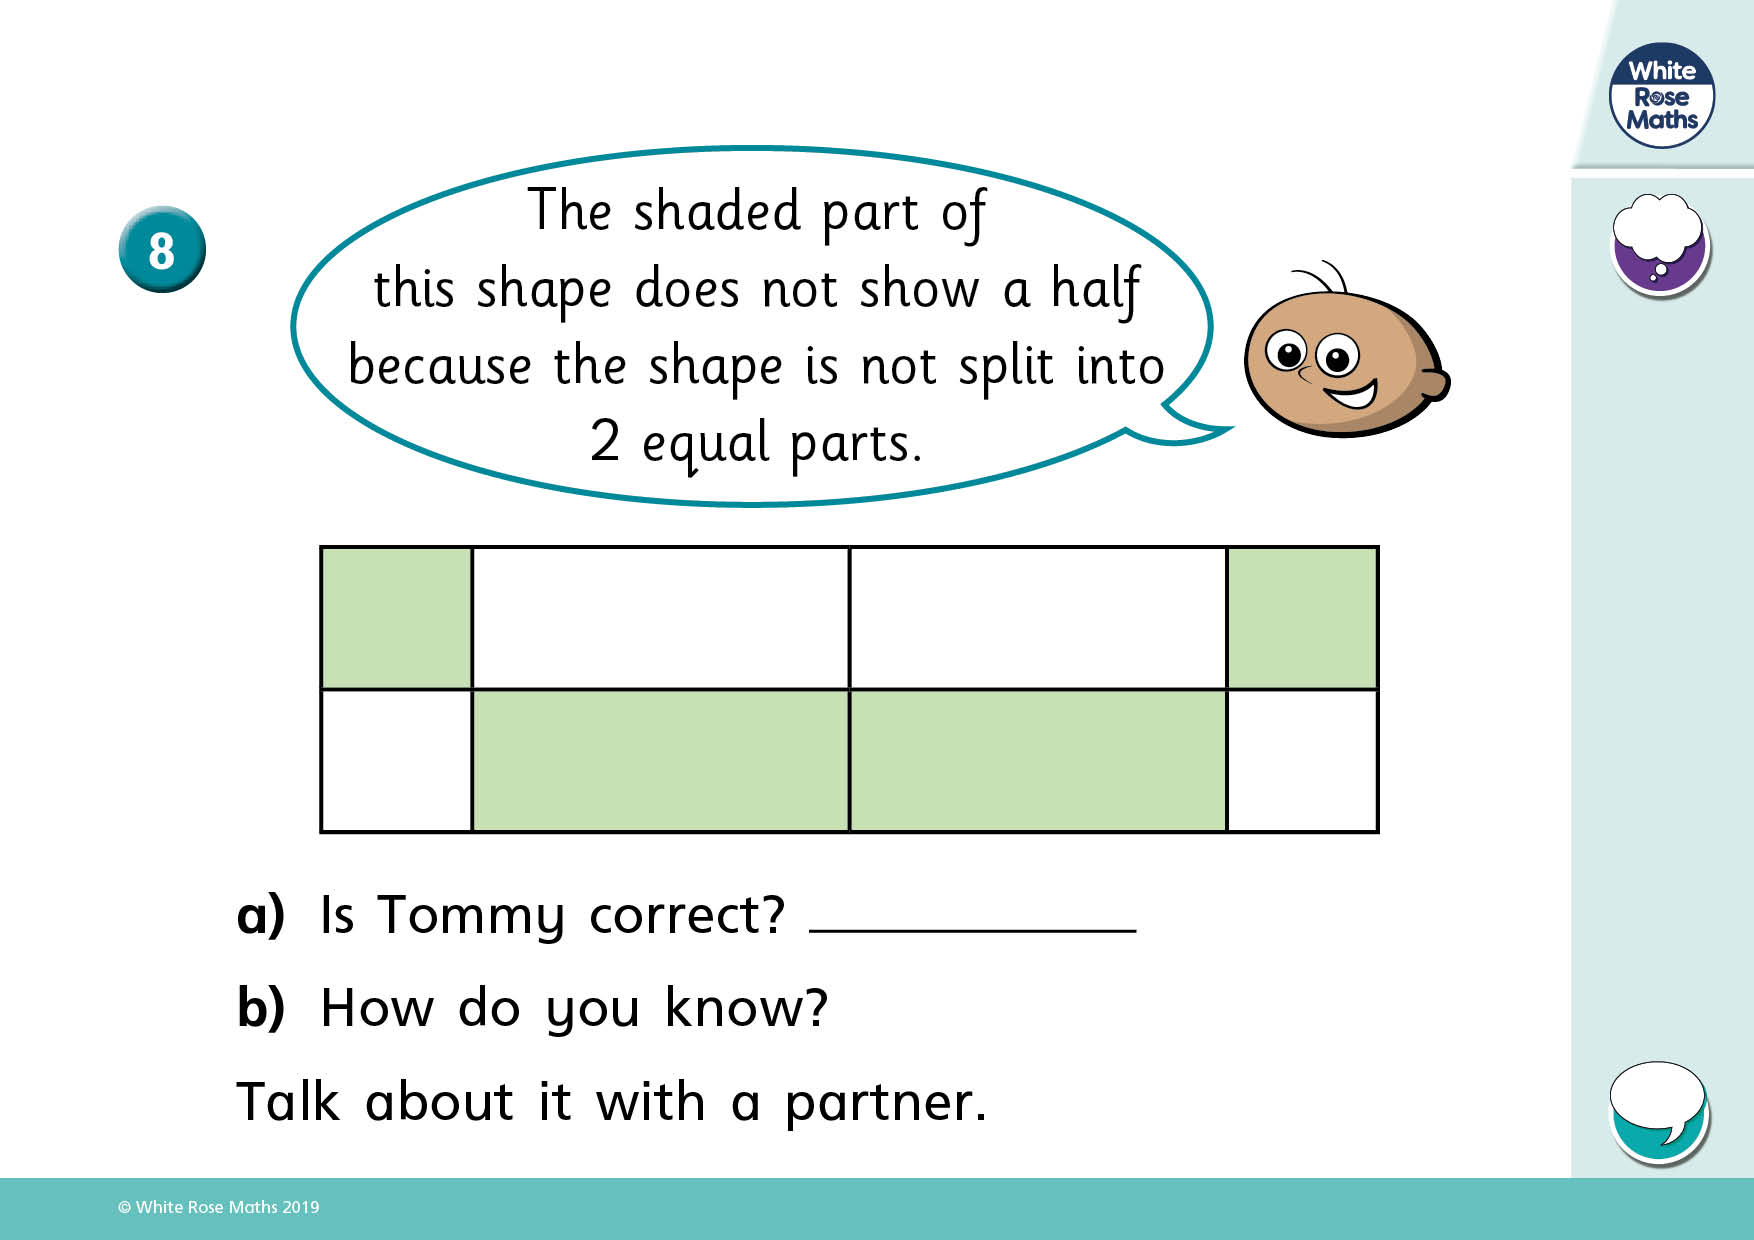 White
Rose
Maths
8
The shaded part of
this shape does not show a half
because the shape is not split into
2 equal parts.
a) Is Tommy correct?
b) How do you know?
Talk about it with a partner.
© White Rose Maths 2019